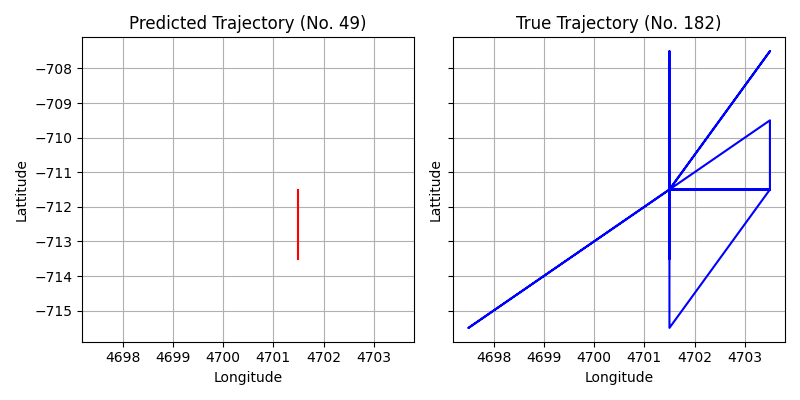 Predicted Trajectory (No. 49)
True Trajectory (No. 182)
Lattitude
−708
−709
−710
−711
−712
−713
−714
−715
4698 4699 4700 4701 4702 4703
Longitude
Lattitude
4698 4699 4700 4701 4702 4703
Longitude